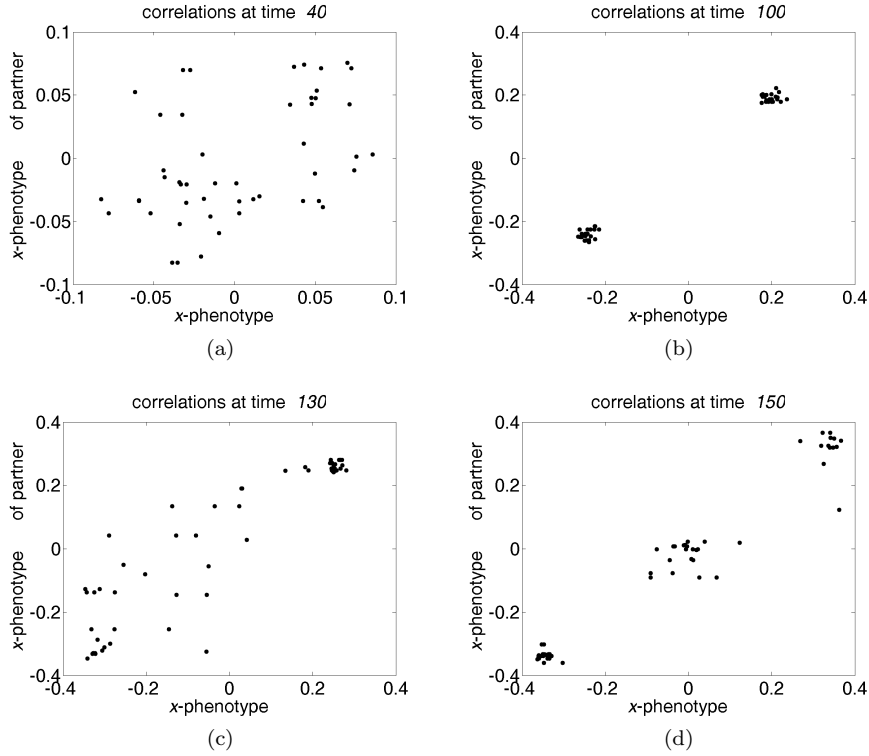 correlations at time 40
0.1
0.05
0
-0.05
-0.1
-0.1
-0.05
0
0.05
0.1
x-phenotype of partner
x-phenotype
(a)
correlations at time 100
0.4
0.2
0
-0.2
-0.4
-0.4
-0.2
0
0.2
0.4
x-phenotype of partner
x-phenotype
(b)
correlations at time 130
0.4
0.2
0
-0.2
-0.4
-0.4
-0.2
0
0.2
0.4
x-phenotype of partner
x-phenotype
(c)
correlations at time 150
0.4
0.2
0
-0.2
-0.4
-0.4
-0.2
0
0.2
0.4
x-phenotype of partner
x-phenotype
(d)